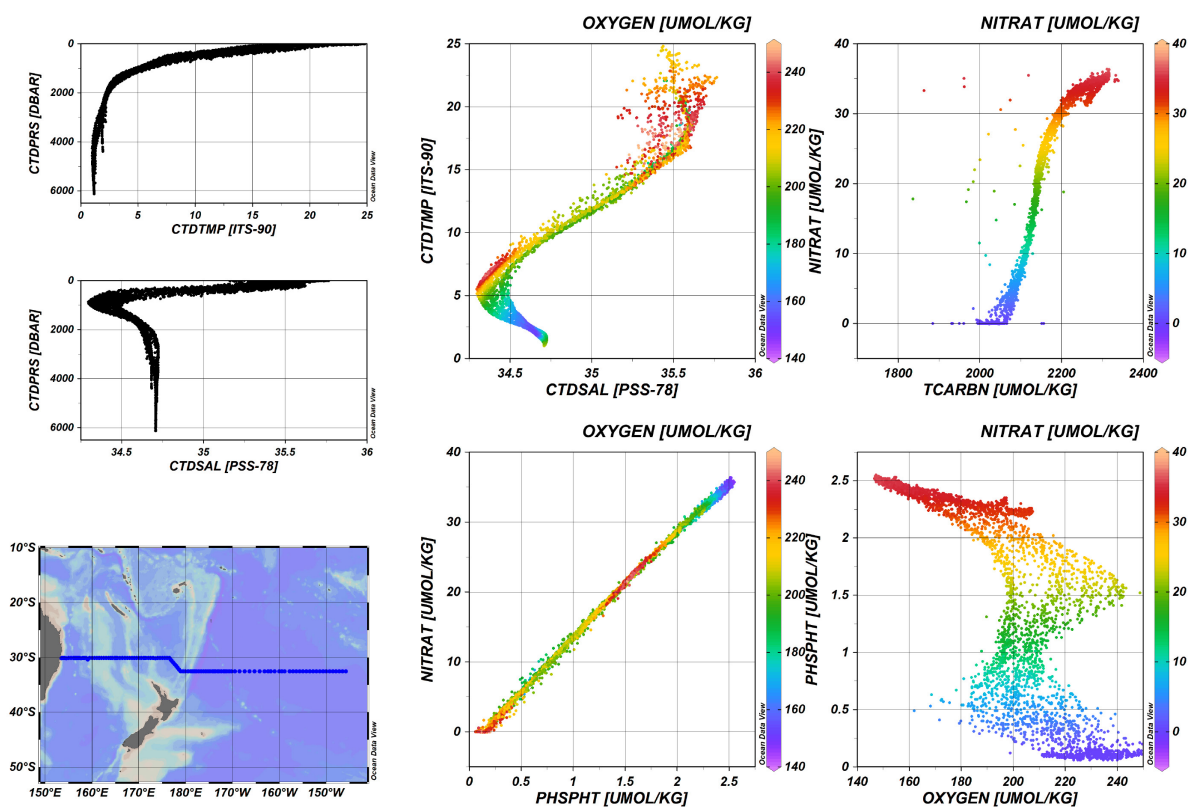 0
2000
4000
6000
CTDPRS [DBAR]
0
5
10
15
20
25
CTDTMP [ITS-90]
Ocean Data View
0
2000
4000
6000
CTDPRS [DBAR]
34.5
35
35.5
36
CTDSAL [PSS-78]
Ocean Data View
10°S
20°S
30°S
40°S
50°S
150°E
160°E
170°E
180°E
170°W
160°W
150°W
Ocean Data View
OXYGEN [UMOL/KG]
25
20
15
10
5
0
CTDTMP [ITS-90]
34.5
35
35.5
36
CTDSAL [PSS-78]
Ocean Data View
240
220
200
180
160
140
NITRAT [UMOL/KG]
40
30
20
10
0
NITRAT [UMOL/KG]
1800
2000
2200
2400
TCARBN [UMOL/KG]
Ocean Data View
40
30
20
10
0
OXYGEN [UMOL/KG]
40
30
20
10
0
NITRAT [UMOL/KG]
0
0.5
1
1.5
2
2.5
PHSPHT [UMOL/KG]
Ocean Data View
240
220
200
180
160
140
NITRAT [UMOL/KG]
2.5
2
1.5
1
0.5
0
PHSPHT [UMOL/KG]
140
160
180
200
220
240
OXYGEN [UMOL/KG]
Ocean Data View
40
30
20
10
0